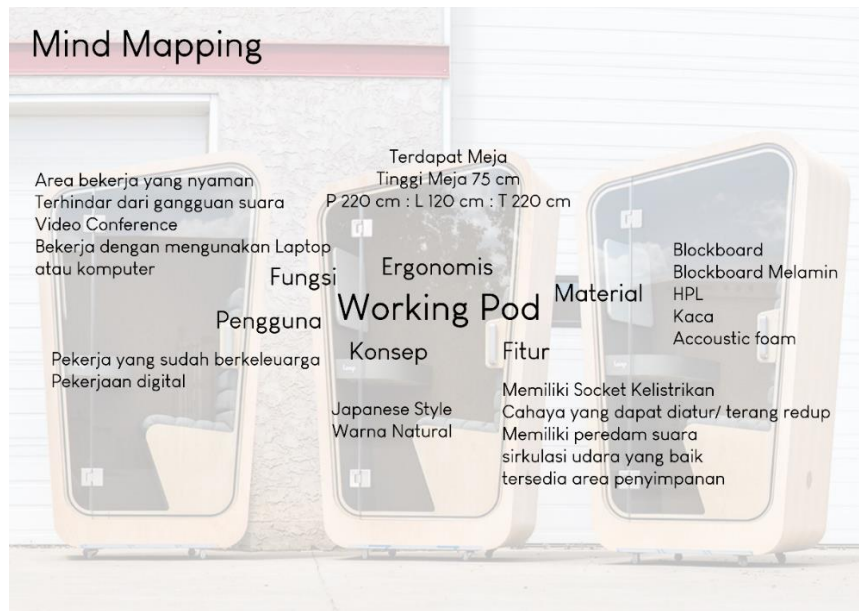 Mind Mapping
Area bekerja yang nyaman
Terhindar dari gangguan suara
Video Conference
Bekerja dengan mengunakan Laptop
atau komputer
Fungsi
Terdapat Meja
Tinggi Meja 75 cm
P 220 cm : L 120 cm : T 220 cm
Ergonomis
Working Pod
Material
Blockboard
Blockboard Melamin
HPL
Kaca
Accoustic foam
Pengguna
Pekerja yang sudah berkeleuarga
Pekerjaan digital
Konsep
Japanese Style
Warna Natural
Fitur
Memiliki Socket Kelistrikan
Cahaya yang dapat diatur/ terang redup
Memiliki peredam suara
sirkulasi udara yang baik
tersedia area penyimpanan